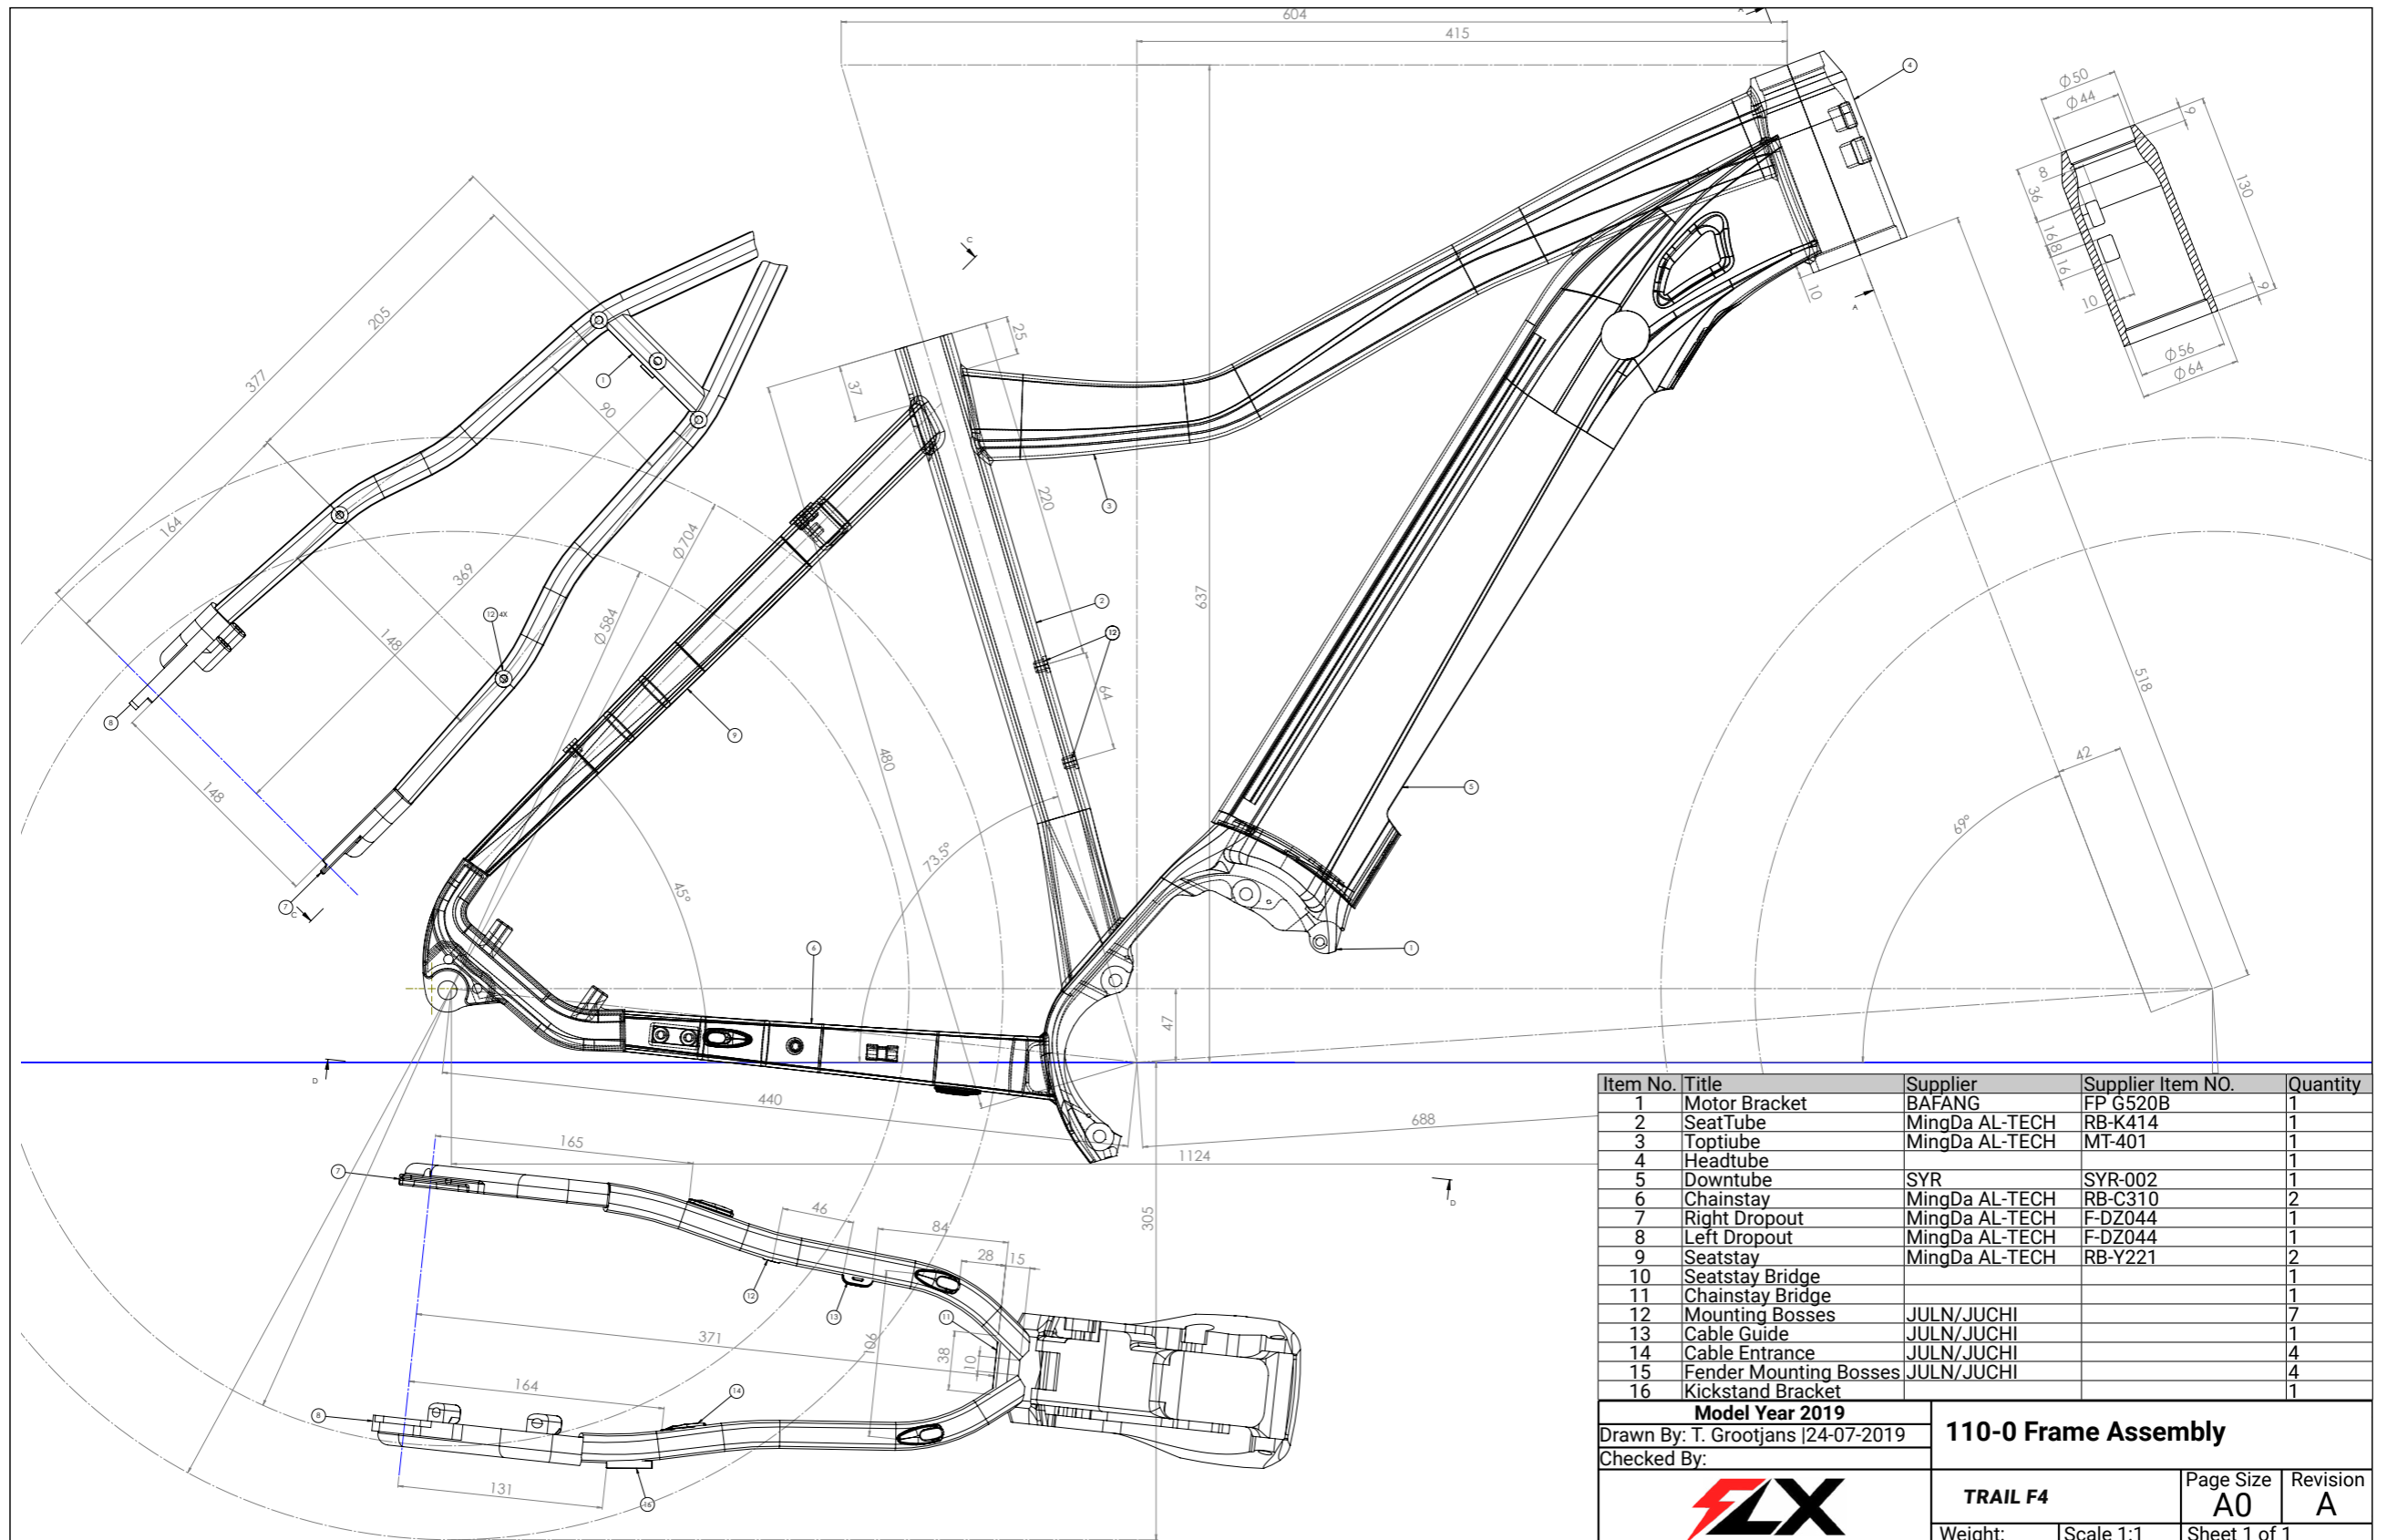 604
415
A
4
Ø50
Ø44
9
8
36
130
16
8
16
10
9
Ø56
Ø64
10
A
C
25
37
205
377
1
90
3
220
164
369
Ø704
Ø584
637
2
12
12 4X
148
64
518
8
9
480
42
5
148
69°
73.5°
45°
7
C
6
1
47
D
440
688
1124
165
D
7
46
84
305
28
15
12
13
11
106
371
38
10
164
14
8
131
16
Item No. Title Supplier Supplier Item NO. Quantity
1 Motor Bracket BAFANG FP G520B 1
2 SeatTube MingDa AL-TECH RB-K414 1
3 Toptiube MingDa AL-TECH MT-401 1
4 Headtube 1
5 Downtube SYR SYR-002 1
6 Chainstay MingDa AL-TECH RB-C310 2
7 Right Dropout MingDa AL-TECH F-DZ044 1
8 Left Dropout MingDa AL-TECH F-DZ044 1
9 Seatstay MingDa AL-TECH RB-Y221 2
10 Seatstay Bridge 1
11 Chainstay Bridge 1
12 Mounting Bosses JULN/JUCHI 7
13 Cable Guide JULN/JUCHI 1
14 Cable Entrance JULN/JUCHI 4
15 Fender Mounting Bosses JULN/JUCHI 4
16 Kickstand Bracket 1
Model Year 2019
Drawn By: T. Grootjans |24-07-2019
Checked By:
110-0 Frame Assembly
FLX
TRAIL F4
Page Size
A0
Revision
A
Weight:
Scale 1:1
Sheet 1 of 1